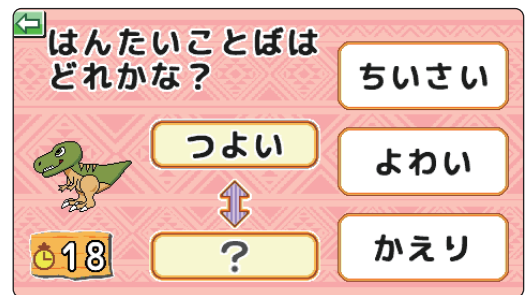 はんたいことばは
どれかな?
つよい
?
18
ちいさい
よわい
かえり